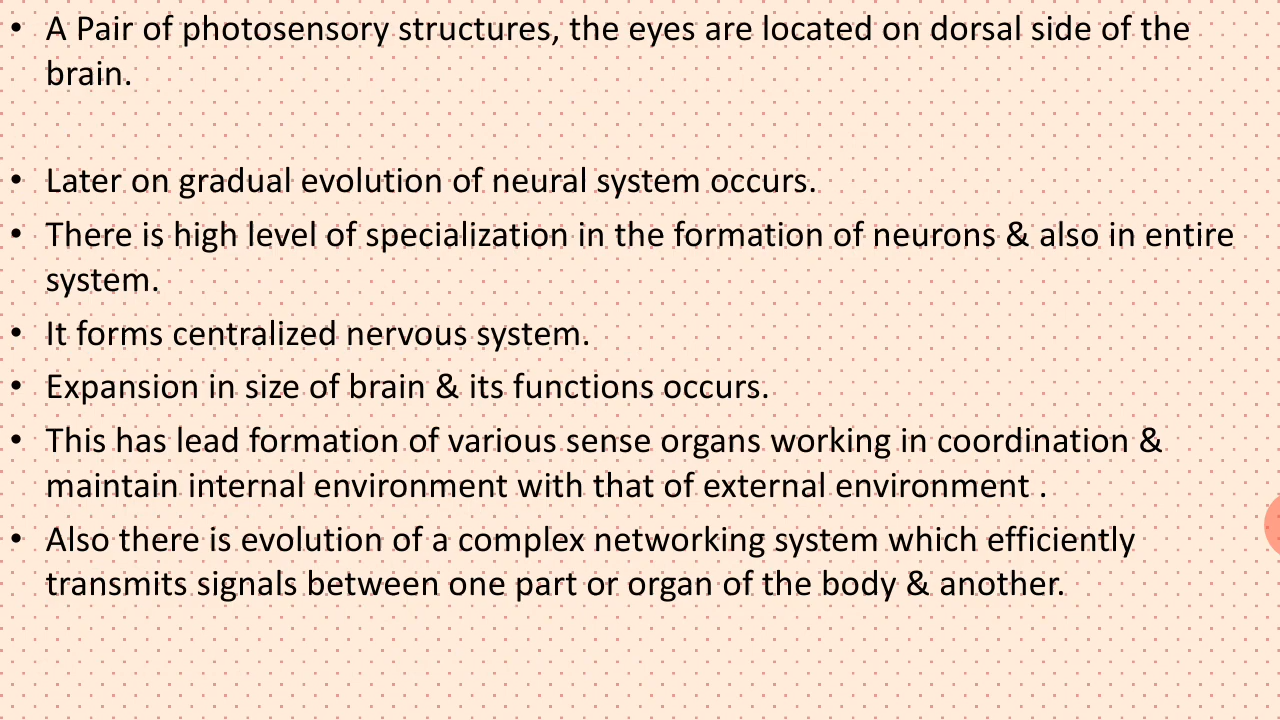 • A Pair of photosensory structures, the eyes are located on dorsal side of the
brain.
• Later on gradual evolution of neural system occurs.
• There is high level of specialization in the formation of neurons & also in entire
system.
• It forms centralized nervous system.
• Expansion in size of brain & its functions occurs.
• This has lead formation of various sense organs working in coordination &
maintain internal environment with that of external environment .
• Also there is evolution of a complex networking system which efficiently
transmits signals between one part or organ of the body & another.